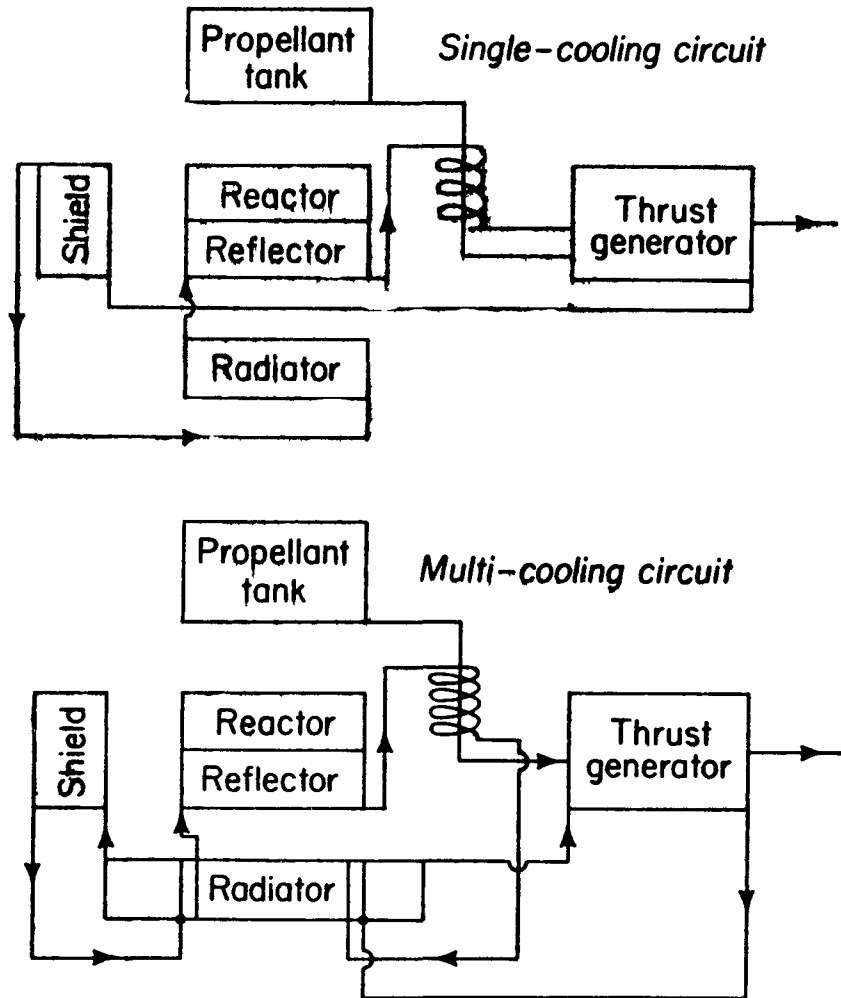 Propellant
tank
Single-cooling circuit
Shield
Reactor
Reflector
Thrust
generator
Radiator
Propellant
tank
Multi-cooling circuit
Shield
Reactor
Reflector
Thrust
generator
Radiator